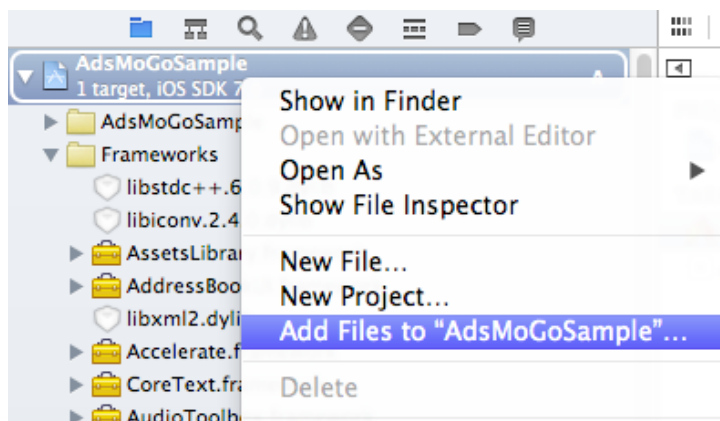 AdsMoGoSample
1 target, iOS SDK 7
Show in Finder
AdsMoGoSamp
Open with External Editor
Frameworks
Open As
libstdc++.6
Show File Inspector
libiconv.2.4
AssetsLibra
New File...
AddressBoo
New Project...
libxml2.dyli
Add Files to “AdsMoGoSample”...
Accelerate.f
CoreText.fra
Delete
AudioToolb